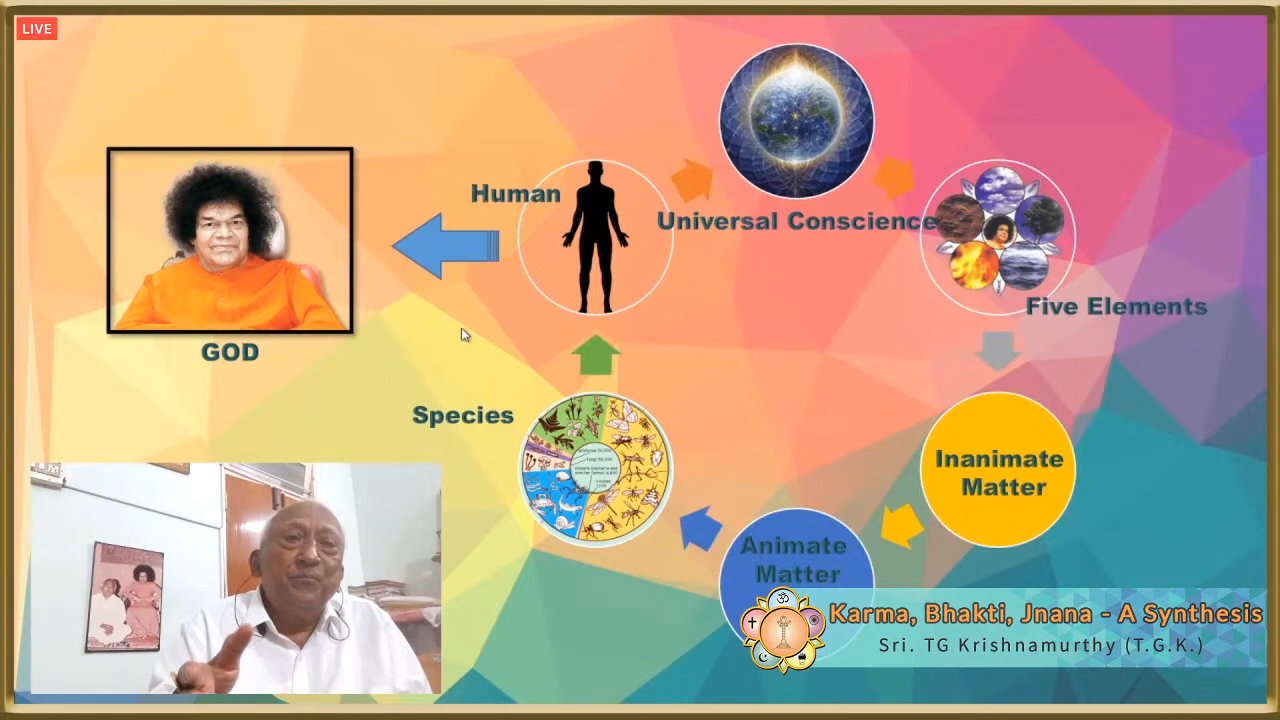 LIVE
Human
Universal Conscience
Five Elements
GOD
Species
Inanimate
Matter
Animate
Matter
Karma, Bhakti, Jnana - A Synthesis
Sri. TG Krishnamurthy (T.G.K.)